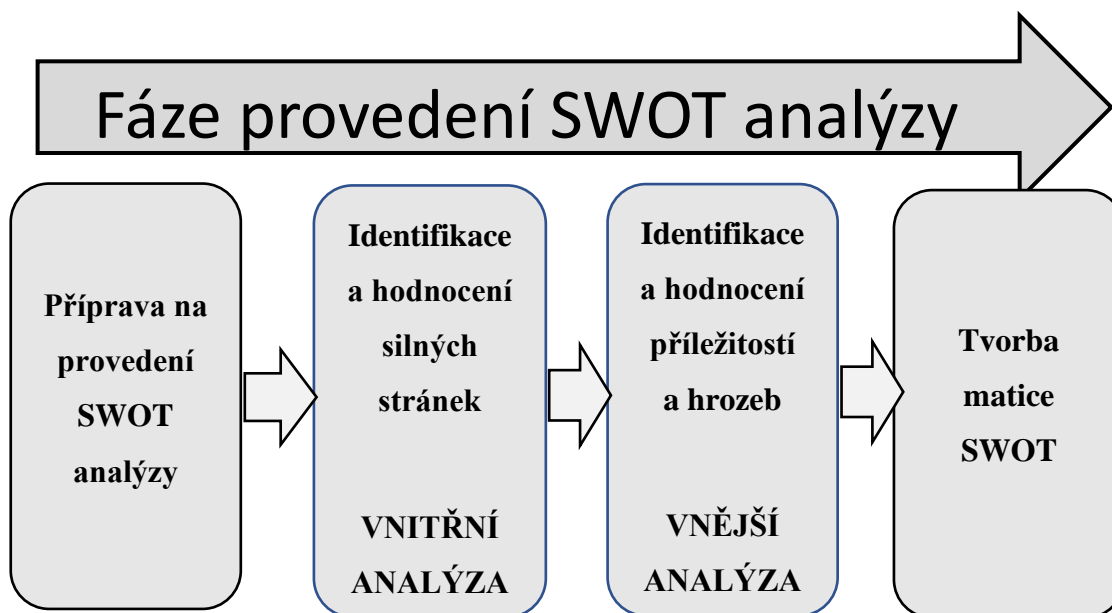 Fáze provedení SWOT analýzy
Příprava na
provedení
SWOT
analýzy
Identifikace
a hodnocení
silných
stránek
VNITŘNÍ
ANALÝZA
Identifikace
a hodnocení
příležitostí
a hrozeb
VNĚJŠÍ
ANALÝZA
Tvorba
matice
SWOT